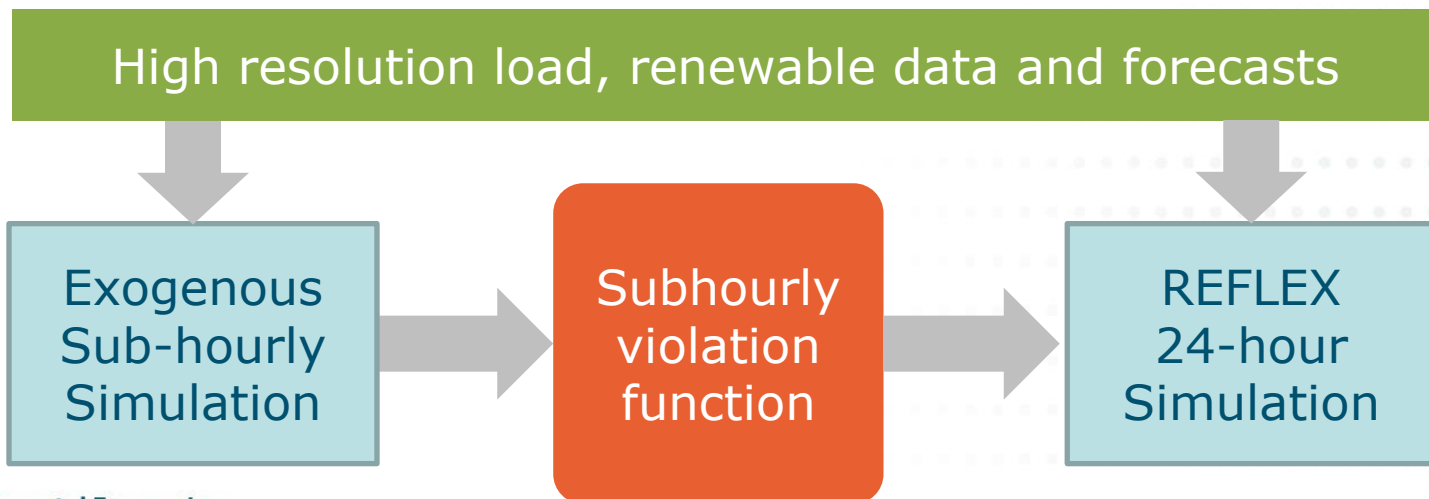 High resolution load, renewable data and forecasts
Exogenous
Sub-hourly
Simulation
Subhourly
violation
function
REFLEX
24-hour
Simulation